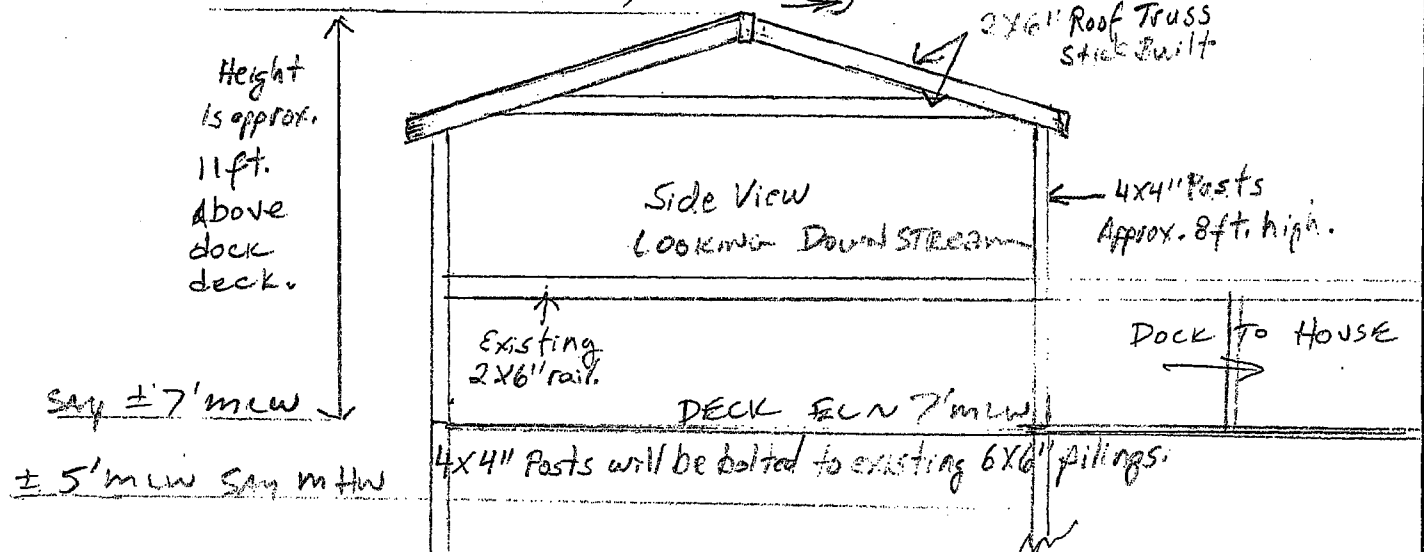 2X6" Roof Truss
Stick Built
Height
is approx.
11ft.
Above
dock
deck.
Side View
LOOKING DOWNSTREAM
4X4" Posts
Approx. 8ft. high.
Existing
2X6" rail.
DOCK TO HOUSE
Say ± 7' mLW
DECK ELN 7' mLW
4X4" Posts will be bolted to existing 6X6" pilings.
± 5' mLW Say mHW